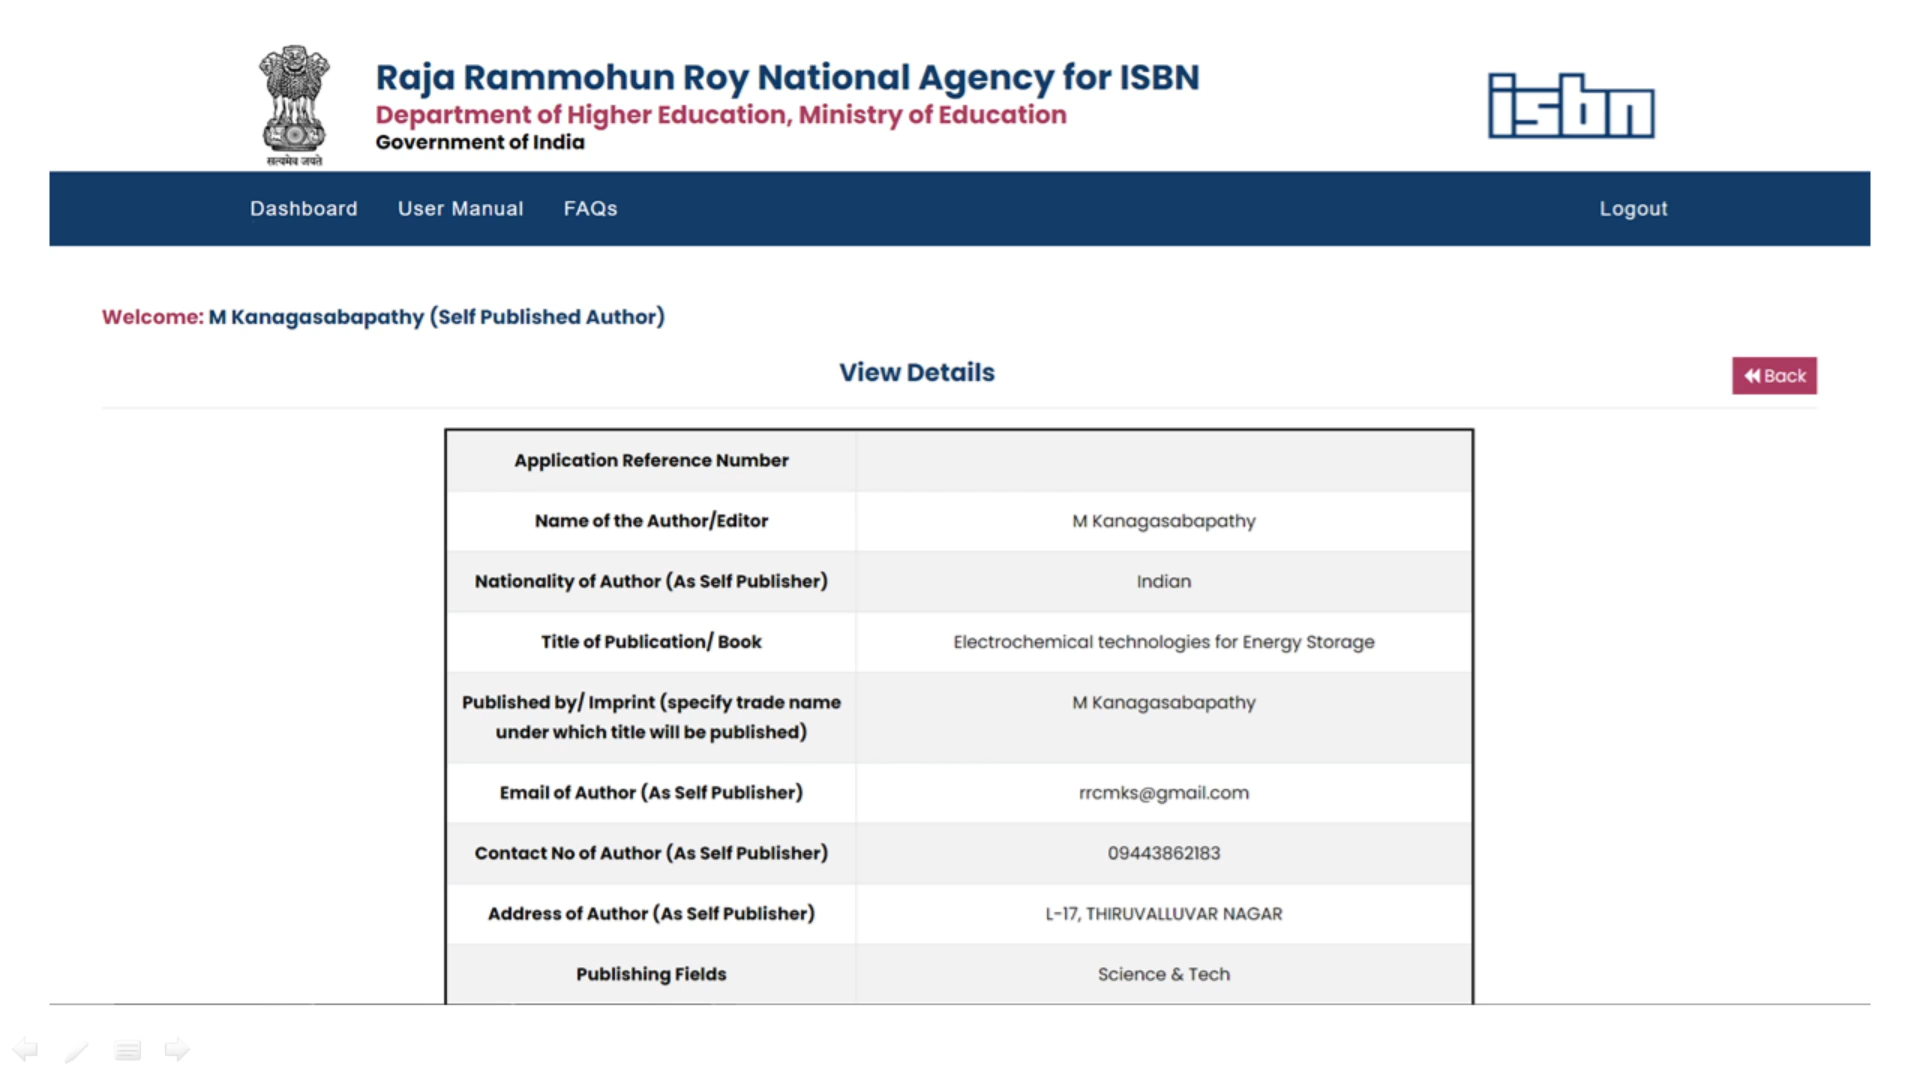 Raja Rammohun Roy National Agency for ISBN
Department of Higher Education, Ministry of Education
Government of India
सत्यमेव जयते
isbn
Dashboard User Manual FAQs Logout
Welcome: M Kanagasabapathy (Self Published Author)
View Details
Back
Application Reference Number
Name of the Author/Editor M Kanagasabapathy
Nationality of Author (As Self Publisher) Indian
Title of Publication/ Book Electrochemical technologies for Energy Storage
Published by/ Imprint (specify trade name M Kanagasabapathy
under which title will be published)
Email of Author (As Self Publisher) rrcmks@gmail.com
Contact No of Author (As Self Publisher) 09443862183
Address of Author (As Self Publisher) L-17, THIRUVALLUVAR NAGAR
Publishing Fields Science & Tech